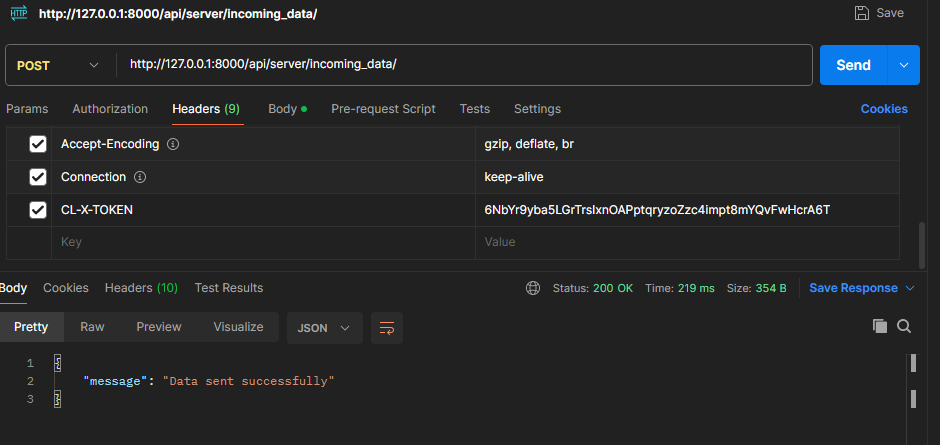 HTTP http://127.0.0.1:8000/api/server/incoming_data/ Save
POST http://127.0.0.1:8000/api/server/incoming_data/ Send
Params Authorization Headers (9) Body Pre-request Script Tests Settings Cookies
Accept-Encoding gzip, deflate, br
Connection keep-alive
CL-X-TOKEN 6NbYr9yba5LGrTrsIxnOAPptqryzoZzc4impt8mYQvFwHcrA6T
Key Value
Body Cookies Headers (10) Test Results Status: 200 OK Time: 219 ms Size: 354 B Save Response
Pretty Raw Preview Visualize JSON
1 {
2 "message": "Data sent successfully"
3 }